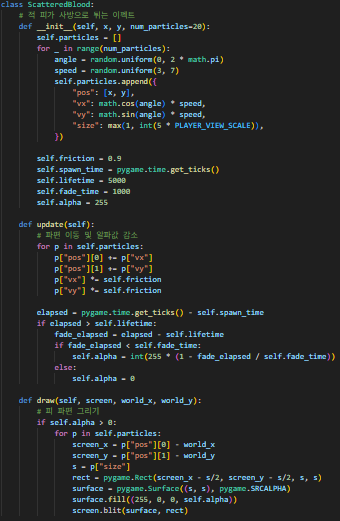 class ScatteredBlood:
    # 적 피가 사방으로 튀는 이펙트
    def __init__(self, x, y, num_particles=20):
        self.particles = []
        for _ in range(num_particles):
            angle = random.uniform(0, 2 * math.pi)
            speed = random.uniform(3, 7)
            self.particles.append({
                "pos": [x, y],
                "vx": math.cos(angle) * speed,
                "vy": math.sin(angle) * speed,
                "size": max(1, int(5 * PLAYER_VIEW_SCALE)),
            })

        self.friction = 0.9
        self.spawn_time = pygame.time.get_ticks()
        self.lifetime = 5000
        self.fade_time = 1000
        self.alpha = 255

    def update(self):
        # 파편 이동 및 알파값 감소
        for p in self.particles:
            p["pos"][0] += p["vx"]
            p["pos"][1] += p["vy"]
            p["vx"] *= self.friction
            p["vy"] *= self.friction

        elapsed = pygame.time.get_ticks() - self.spawn_time
        if elapsed > self.lifetime:
            fade_elapsed = elapsed - self.lifetime
            if fade_elapsed < self.fade_time:
                self.alpha = int(255 * (1 - fade_elapsed / self.fade_time))
            else:
                self.alpha = 0

    def draw(self, screen, world_x, world_y):
        # 피 파편 그리기
        if self.alpha > 0:
            for p in self.particles:
                screen_x = p["pos"][0] - world_x
                screen_y = p["pos"][1] - world_y
                s = p["size"]
                rect = pygame.Rect(screen_x - s/2, screen_y - s/2, s, s)
                surface = pygame.Surface((s, s), pygame.SRCALPHA)
                surface.fill((255, 0, 0, self.alpha))
                screen.blit(surface, rect)